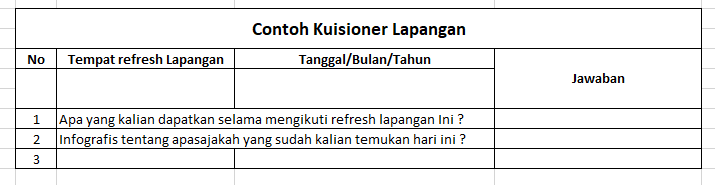 Contoh Kuisioner Lapangan
No Tempat refresh Lapangan Tanggal/Bulan/Tahun Jawaban
1 Apa yang kalian dapatkan selama mengikuti refresh lapangan Ini ?
2 Infografis tentang apasajakah yang sudah kalian temukan hari ini ?
3